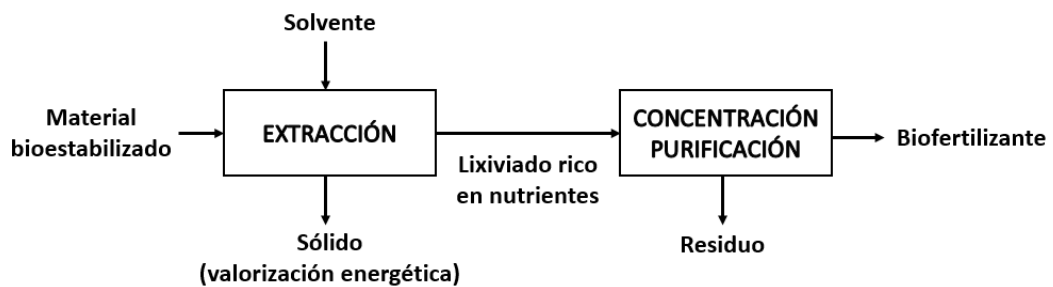 Solvente
Material
bioestabilizado
EXTRACCIÓN
Lixiviado rico
en nutrientes
CONCENTRACIÓN
PURIFICACIÓN
Biofertilizante
Sólido
(valorización energética)
Residuo